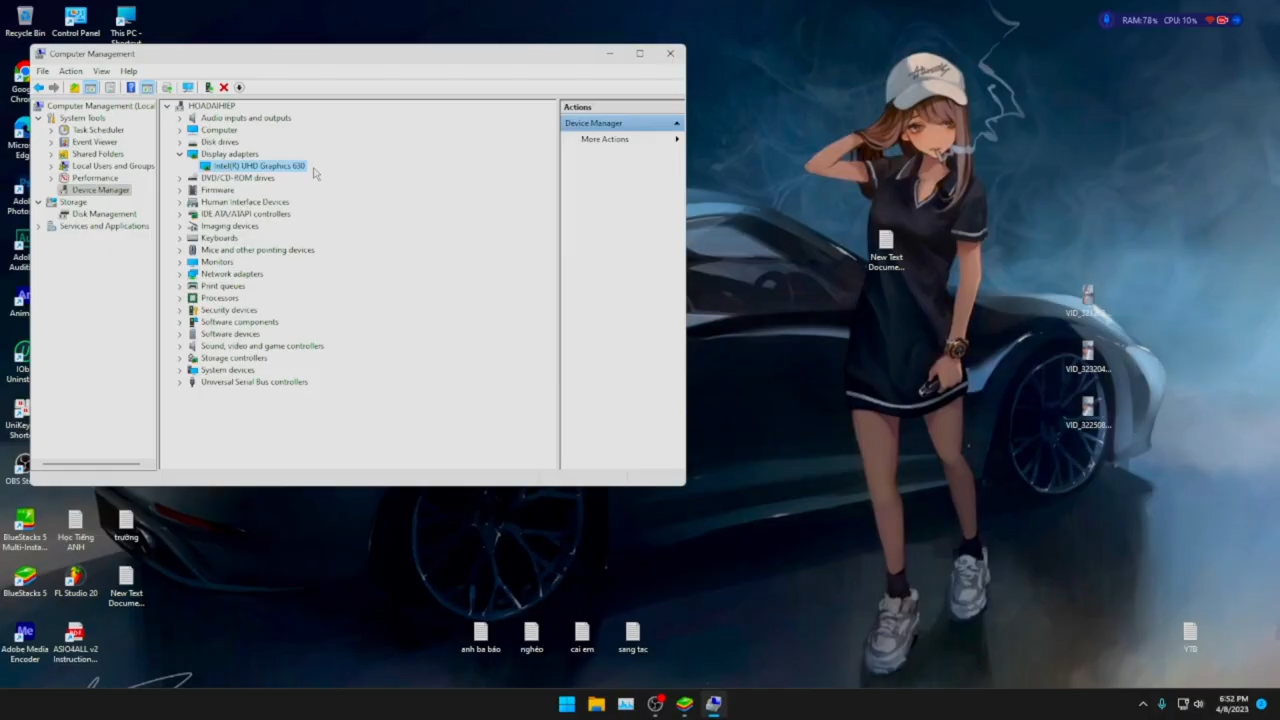 Recycle Bin
Control Panel
This PC -
RAM:78% CPU:10%
Computer Management
File Action View Help
Computer Management (Local
System Tools
Task Scheduler
Event Viewer
Shared Folders
Local Users and Groups
Performance
Device Manager
Storage
Disk Management
Services and Applications
HOADAIHIEP
Audio inputs and outputs
Computer
Disk drives
Display adapters
Intel(R) UHD Graphics 630
DVD/CD-ROM drives
Firmware
Human Interface Devices
IDE ATA/ATAPI controllers
Imaging devices
Keyboards
Mice and other pointing devices
Monitors
Network adapters
Print queues
Processors
Security devices
Software components
Software devices
Sound, video and game controllers
Storage controllers
System devices
Universal Serial Bus controllers
Actions
Device Manager
More Actions
New Text
Docume...
VID_323204...
VID_322508...
BlueStacks 5
Multi-Insta...
Học Tiếng
ANH
trường
BlueStacks 5
FL Studio 20
New Text
Docume...
Adobe Media
Encoder
ASIO4ALL v2
Instruction...
anh ba báo
nghéo
cai em
sang tac
YTB
6:52 PM
4/8/2023